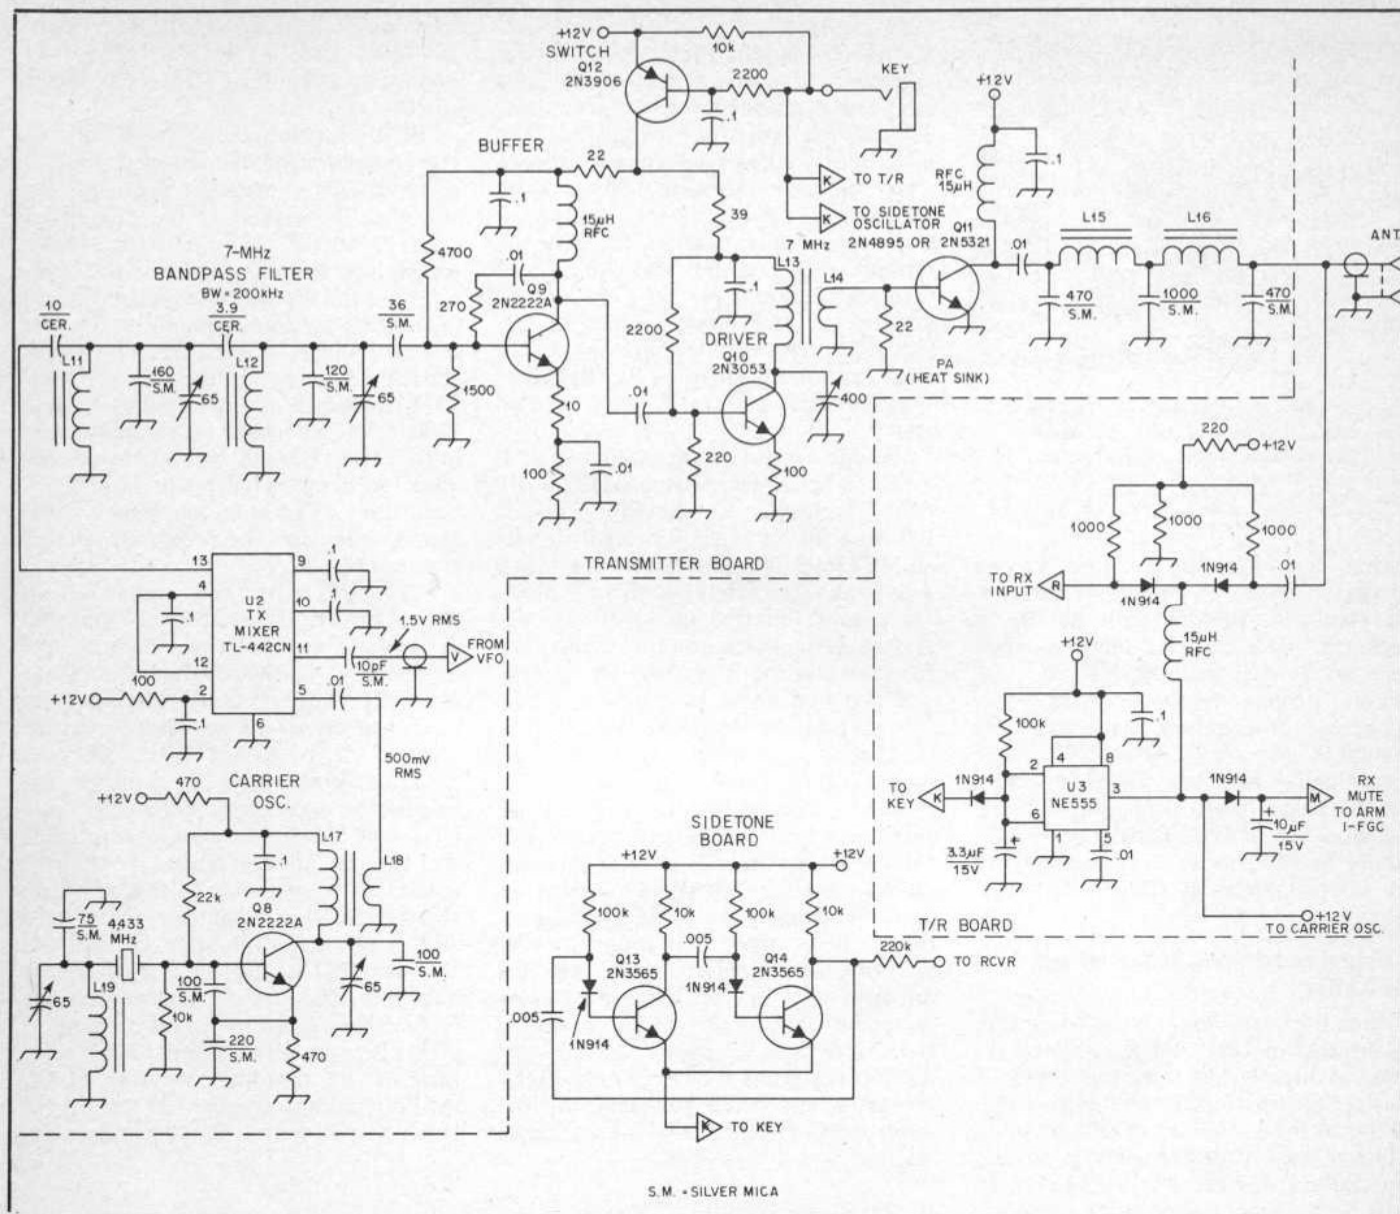 +12V
10k
SWITCH
Q12
2N3906
2200
KEY
.1
+12V
BUFFER
22
TO T/R
K
RFC
15µH
.1
.1
15µH
RFC
39
TO SIDETONE
OSCILLATOR
K
Q11
2N4895 OR 2N5321
L15
L16
ANT.
7-MHz
BANDPASS FILTER
BW = 200kHz
4700
.01
Q9
2N2222A
7 MHz
L13
L14
.01
10
CER.
3.9
CER.
36
S.M.
270
2200
.1
DRIVER
Q10
2N3053
22
PA
(HEAT SINK)
470
S.M.
1000
S.M.
470
S.M.
L11
160
S.M.
65
L12
120
S.M.
65
1500
10
.01
400
100
.01
220
100
220
+12V
1000
1000
1000
TRANSMITTER BOARD
13
9
.1
4
U2
TX
MIXER
TL-442CN
10
.1
.1
1.5V RMS
11
10pF
S.M.
V
FROM
VFO
12
100
+12V
2
5
.01
.1
6
TO RX
INPUT
R
1N914
1N914
.01
15µH
RFC
+12V
100k
.1
500mV
RMS
470
+12V
CARRIER
OSC.
L17
L18
.1
22k
Q8
2N2222A
75
S.M.
4.433
MHz
65
L19
10k
100
S.M.
220
S.M.
470
65
100
S.M.
TO
KEY
K
1N914
2
4
8
U3
NE555
3
6
1
5
.01
3.3µF
15V
1N914
10µF
15V
M
RX
MUTE
TO ARM
1-FGC
+12V
TO CARRIER OSC.
T/R BOARD
SIDETONE
BOARD
+12V
+12V
100k
10k
100k
10k
.005
Q13
2N3565
Q14
2N3565
1N914
220k
TO RCVR
.005
1N914
K
TO KEY
S.M. = SILVER MICA